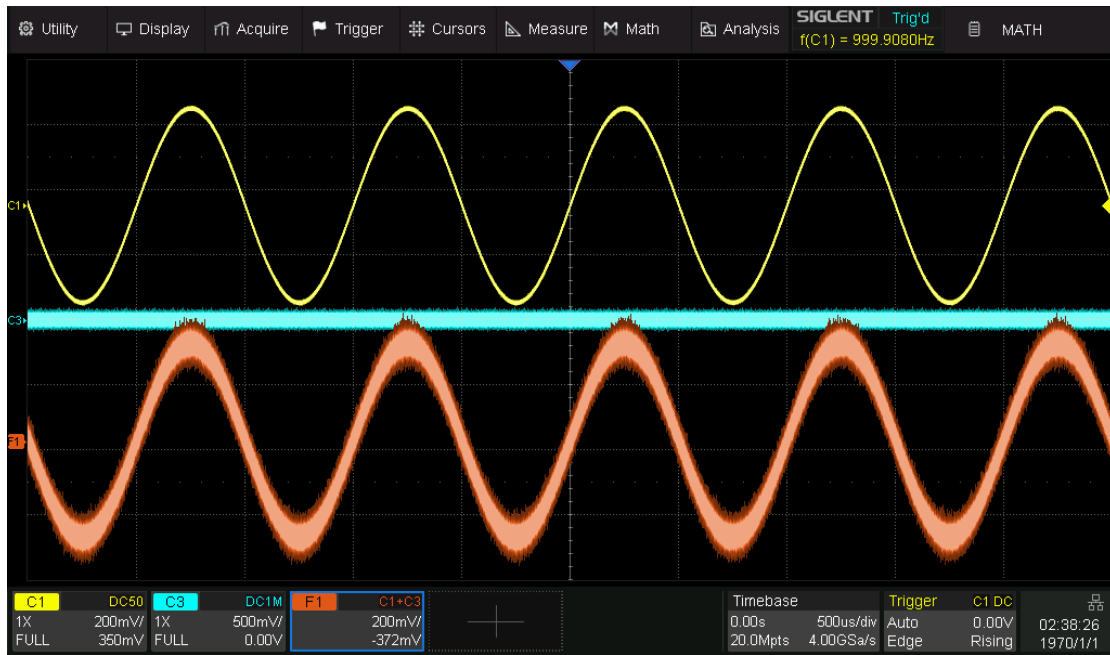 Utility Display Acquire Trigger Cursors Measure Math Analysis SIGLENT Trig'd MATH
f(C1) = 999.9080Hz
C1
C3
F1
C1 DC50 C3 DC1M F1 C1+C3 Timebase Trigger C1 DC
1X 200mV/ 1X 500mV/ 200mV/ 0.00s 500us/div Auto 0.00V 02:38:26
FULL 350mV FULL 0.00V -372mV 20.0Mpts 4.00GSa/s Edge Rising 1970/1/1